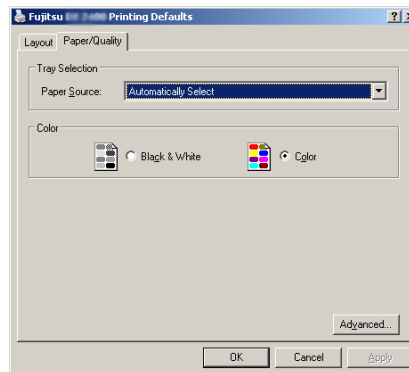 Fujitsu Printing Defaults
Layout Paper/Quality
Tray Selection
Paper Source: Automatically Select
Color
Black & White Color
Advanced...
OK Cancel Apply